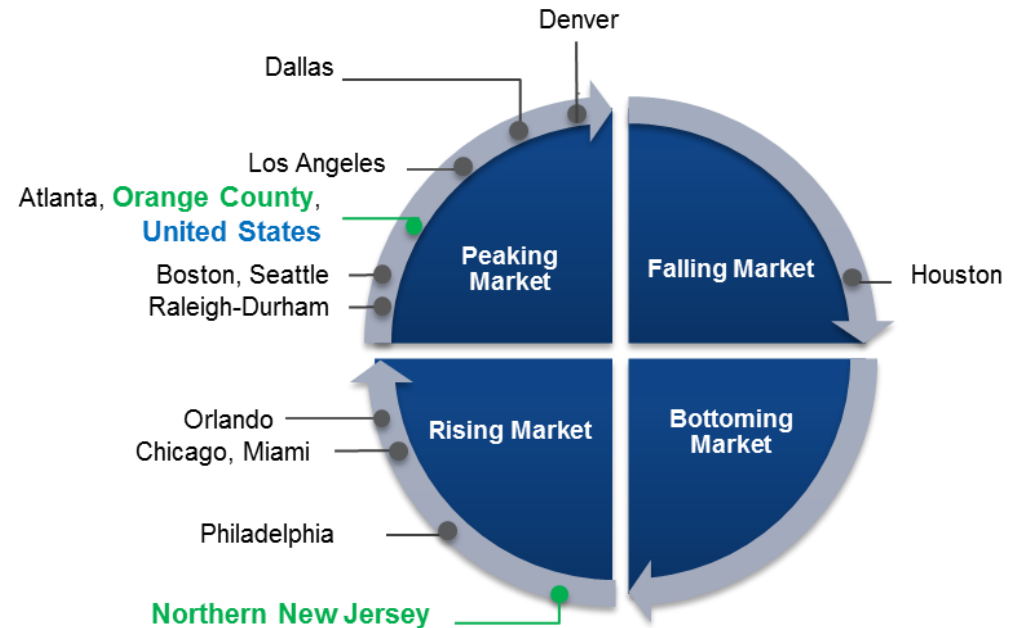 Denver
Dallas
Los Angeles
Atlanta, Orange County,
United States
Boston, Seattle
Raleigh-Durham
Peaking
Market
Falling Market
Houston
Orlando
Chicago, Miami
Philadelphia
Northern New Jersey
Rising Market
Bottoming
Market